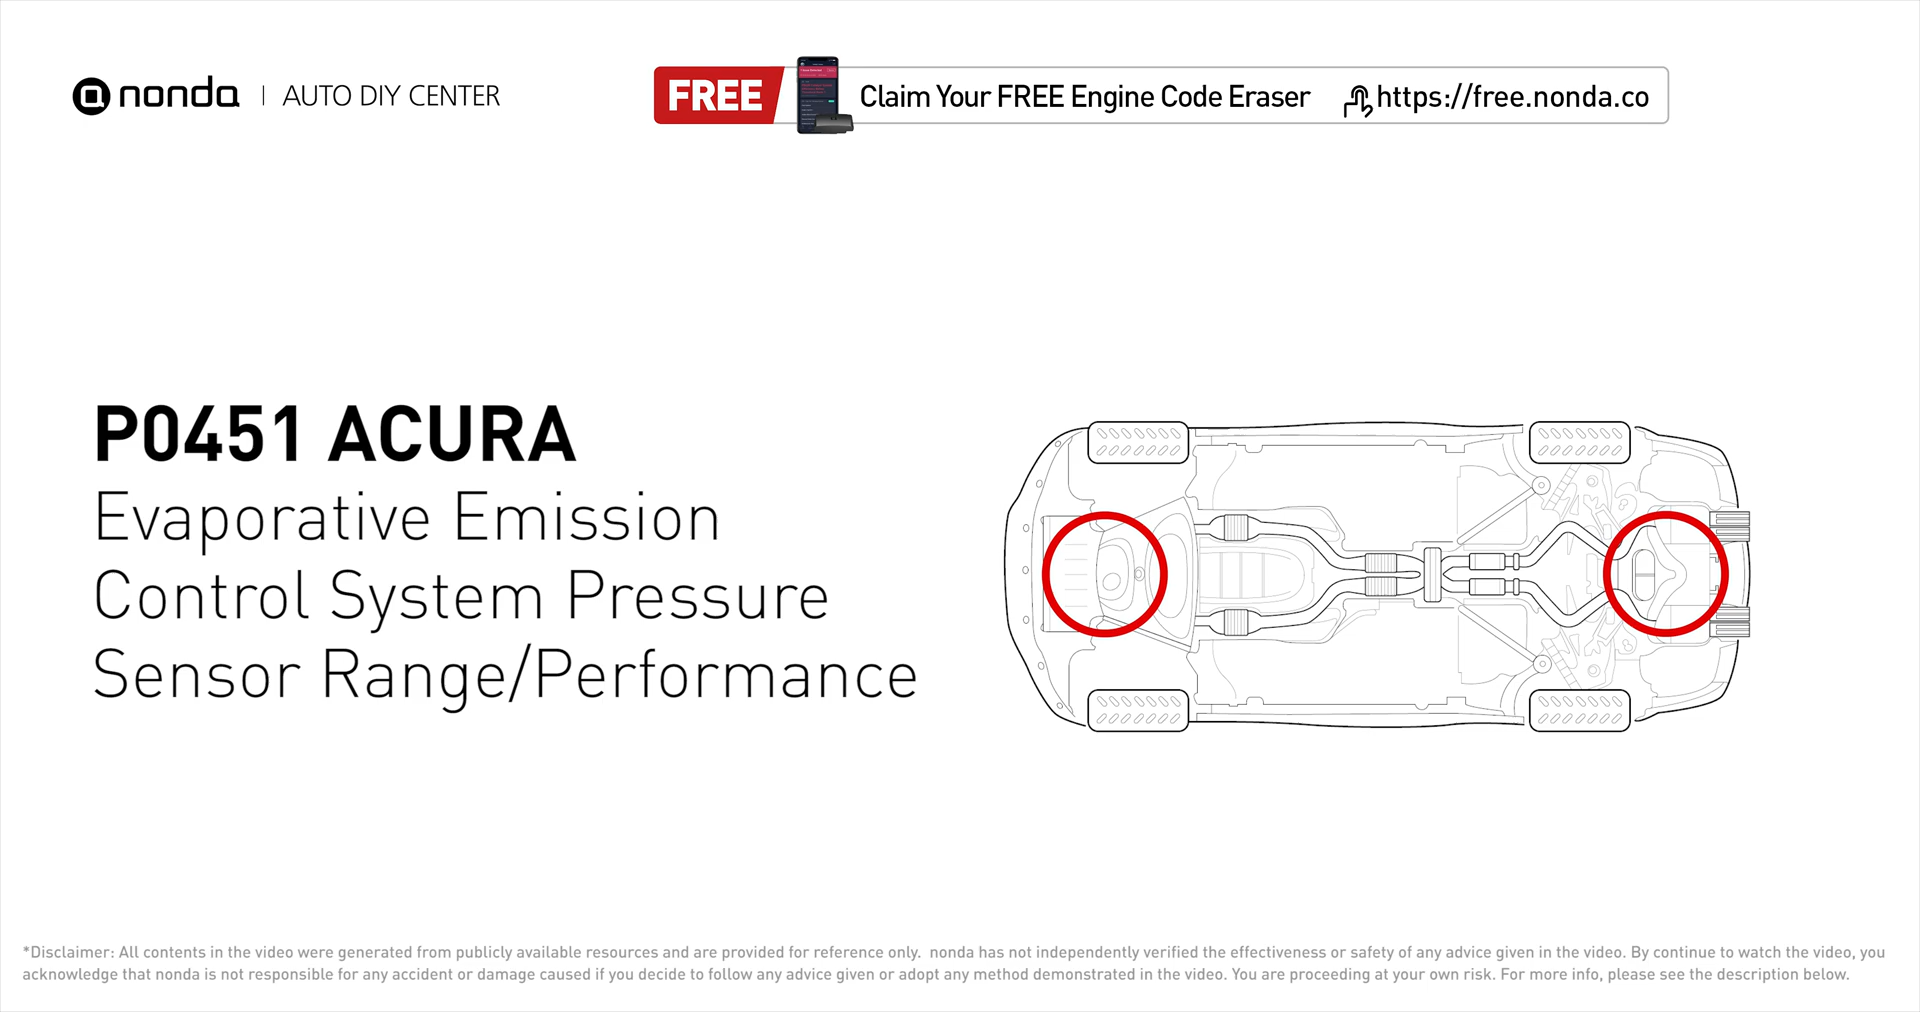 nonda | AUTO DIY CENTER
FREE Claim Your FREE Engine Code Eraser https://free.nonda.co
P0451 ACURA
Evaporative Emission
Control System Pressure
Sensor Range/Performance
*Disclaimer: All contents in the video were generated from publicly available resources and are provided for reference only. nonda has not independently verified the effectiveness or safety of any advice given in the video. By continue to watch the video, you
acknowledge that nonda is not responsible for any accident or damage caused if you decide to follow any advice given or adopt any method demonstrated in the video. You are proceeding at your own risk. For more info, please see the description below.